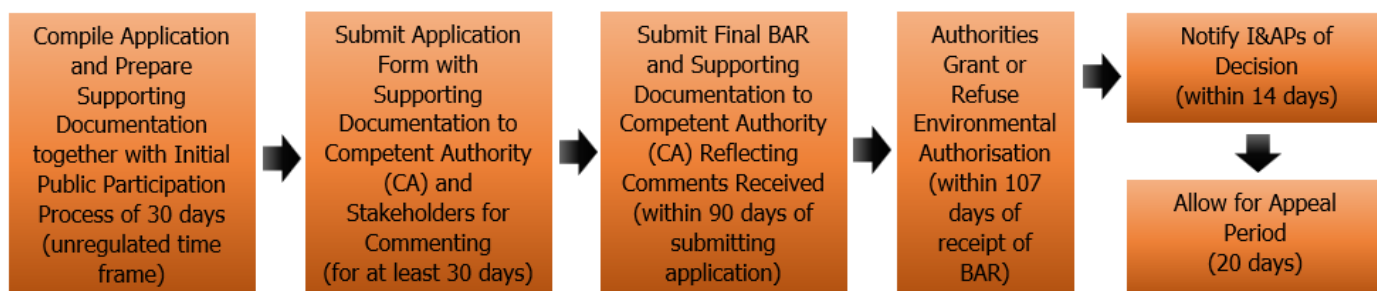 Compile Application
and Prepare
Supporting
Documentation
together with Initial
Public Participation
Process of 30 days
(unregulated time
frame)
Submit Application
Form with
Supporting
Documentation to
Competent Authority
(CA) and
Stakeholders for
Commenting
(for at least 30 days)
Submit Final BAR
and Supporting
Documentation to
Competent Authority
(CA) Reflecting
Comments Received
(within 90 days of
submitting
application)
Authorities
Grant or
Refuse
Environmental
Authorisation
(within 107
days of
receipt of
BAR)
Notify I&APs of
Decision
(within 14 days)
Allow for Appeal
Period
(20 days)